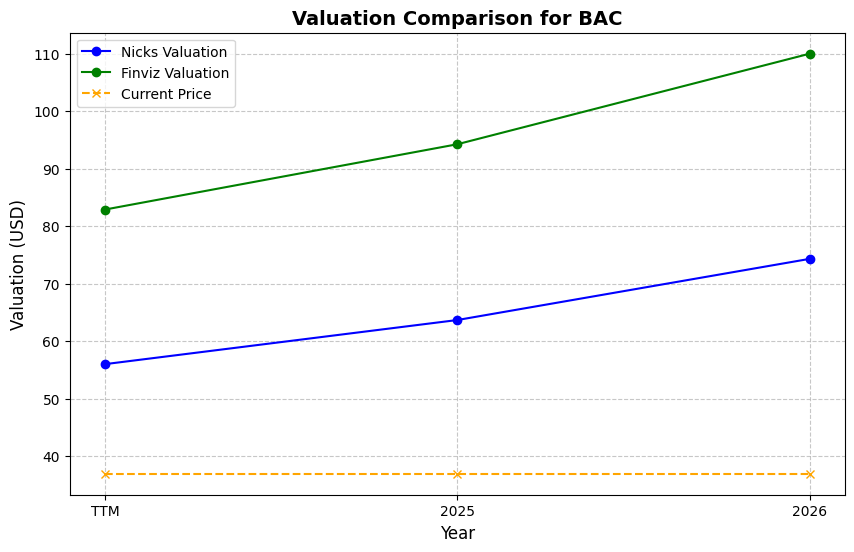 Valuation Comparison for BAC
Nicks Valuation
Finviz Valuation
Current Price
Valuation (USD)
110
100
90
80
70
60
50
40
TTM
2025
2026
Year